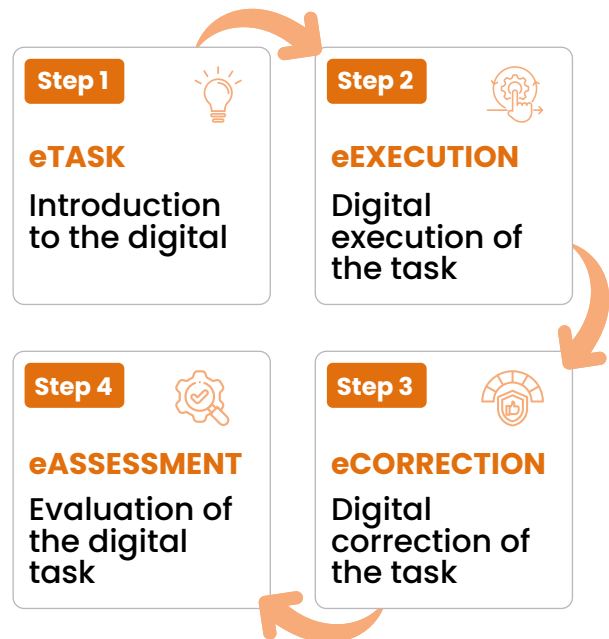 Step 1
eTASK
Introduction
to the digital
Step 2
eEXECUTION
Digital
execution of
the task
Step 4
eASSESSMENT
Evaluation of
the digital
task
Step 3
eCORRECTION
Digital
correction of
the task